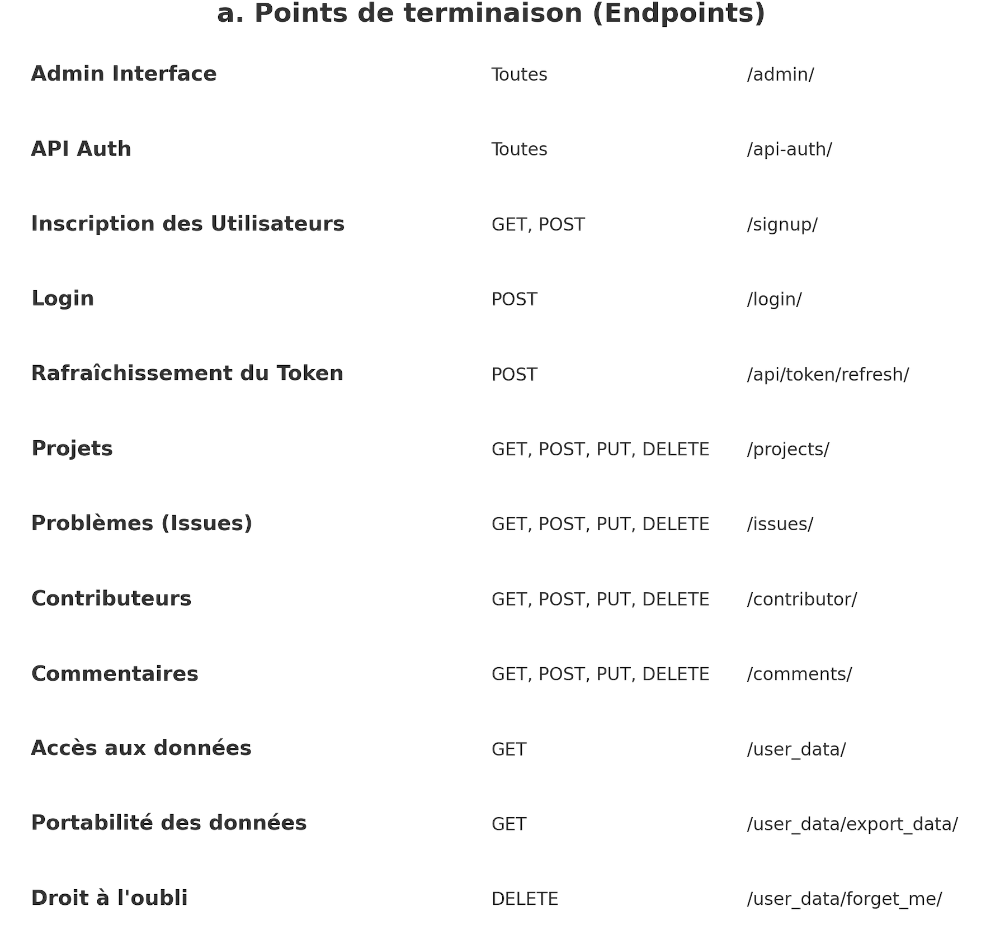 a. Points de terminaison (Endpoints)
Admin Interface Toutes /admin/
API Auth Toutes /api-auth/
Inscription des Utilisateurs GET, POST /signup/
Login POST /login/
Rafraîchissement du Token POST /api/token/refresh/
Projets GET, POST, PUT, DELETE /projects/
Problèmes (Issues) GET, POST, PUT, DELETE /issues/
Contributeurs GET, POST, PUT, DELETE /contributor/
Commentaires GET, POST, PUT, DELETE /comments/
Accès aux données GET /user_data/
Portabilité des données GET /user_data/export_data/
Droit à l'oubli DELETE /user_data/forget_me/